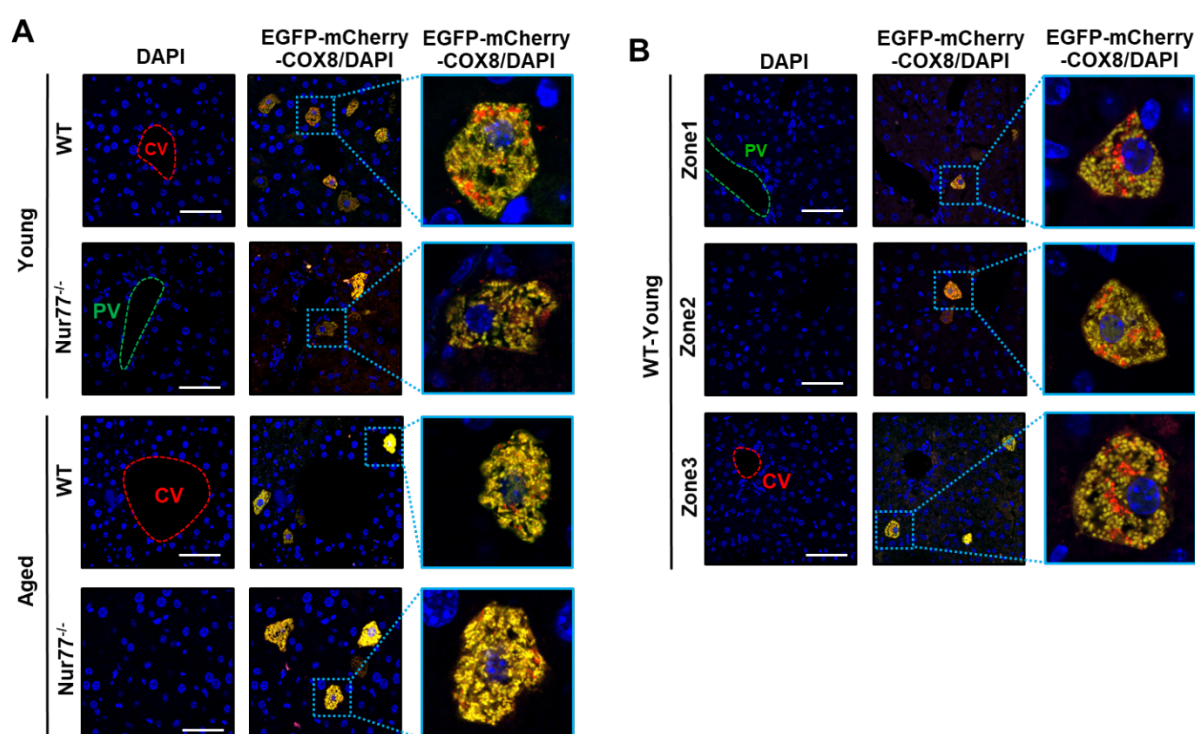 A
DAPI
EGFP-mCherry
-COX8/DAPI
EGFP-mCherry
-COX8/DAPI
Young
WT
CV
Nur77-/-
PV
Aged
WT
CV
Nur77-/-
B
DAPI
EGFP-mCherry
-COX8/DAPI
EGFP-mCherry
-COX8/DAPI
WT-Young
Zone1
PV
Zone2
Zone3
CV